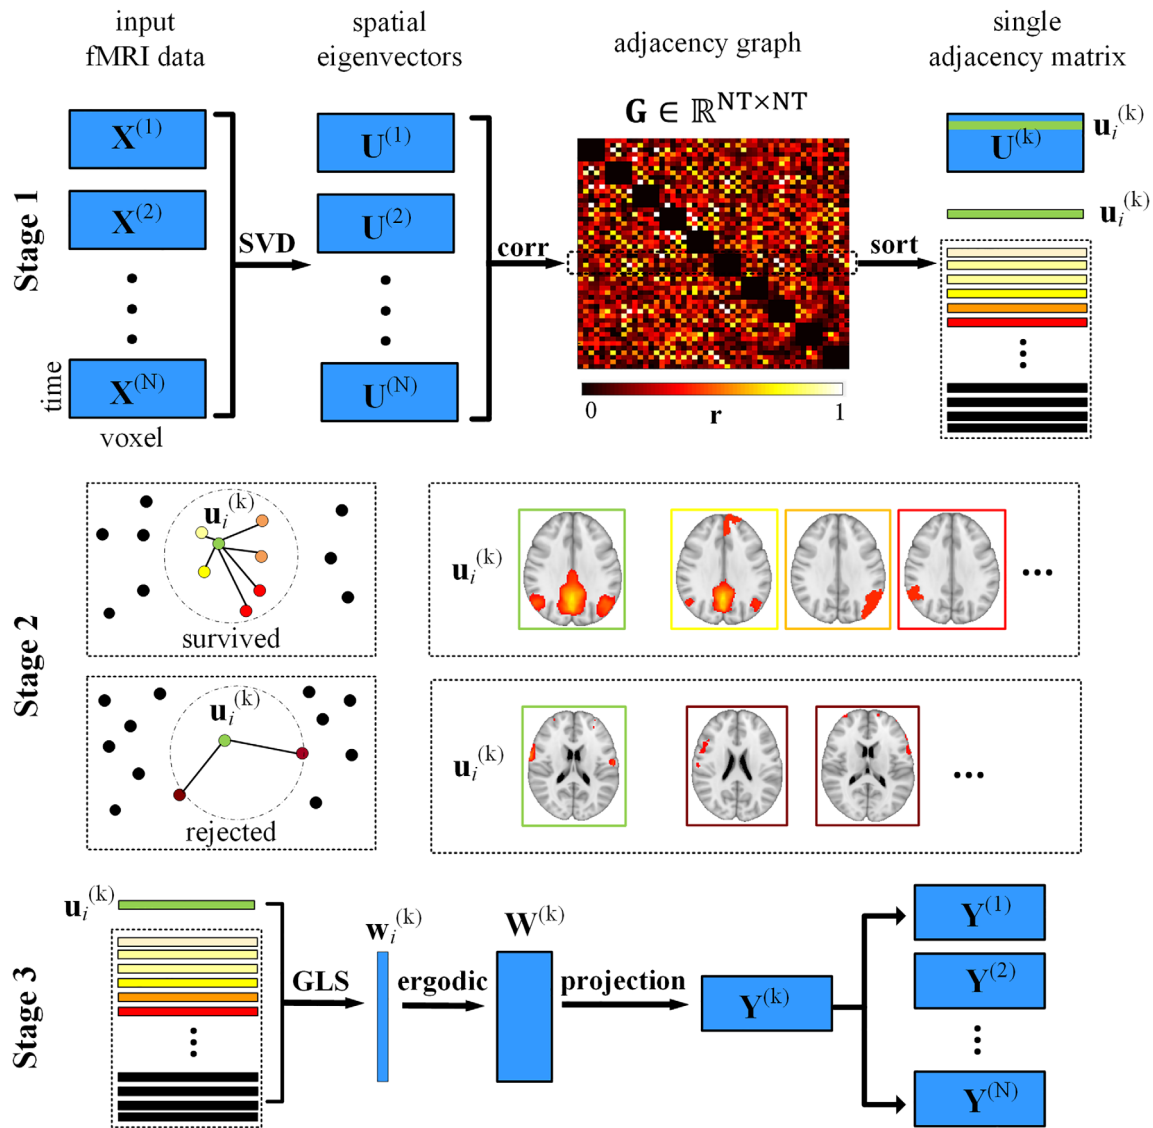 input
fMRI data
spatial
eigenvectors
adjacency graph
single
adjacency matrix
Stage 1
X^(1)
X^(2)
X^(N)
time
voxel
SVD
U^(1)
U^(2)
U^(N)
corr
G ∈ ℝ^NT×NT
0
1
r
sort
U^(k)
u_i^(k)
u_i^(k)
Stage 2
u_i^(k)
survived
u_i^(k)
u_i^(k)
rejected
u_i^(k)
Stage 3
u_i^(k)
GLS
w_i^(k)
ergodic
W^(k)
projection
Y^(k)
Y^(1)
Y^(2)
Y^(N)